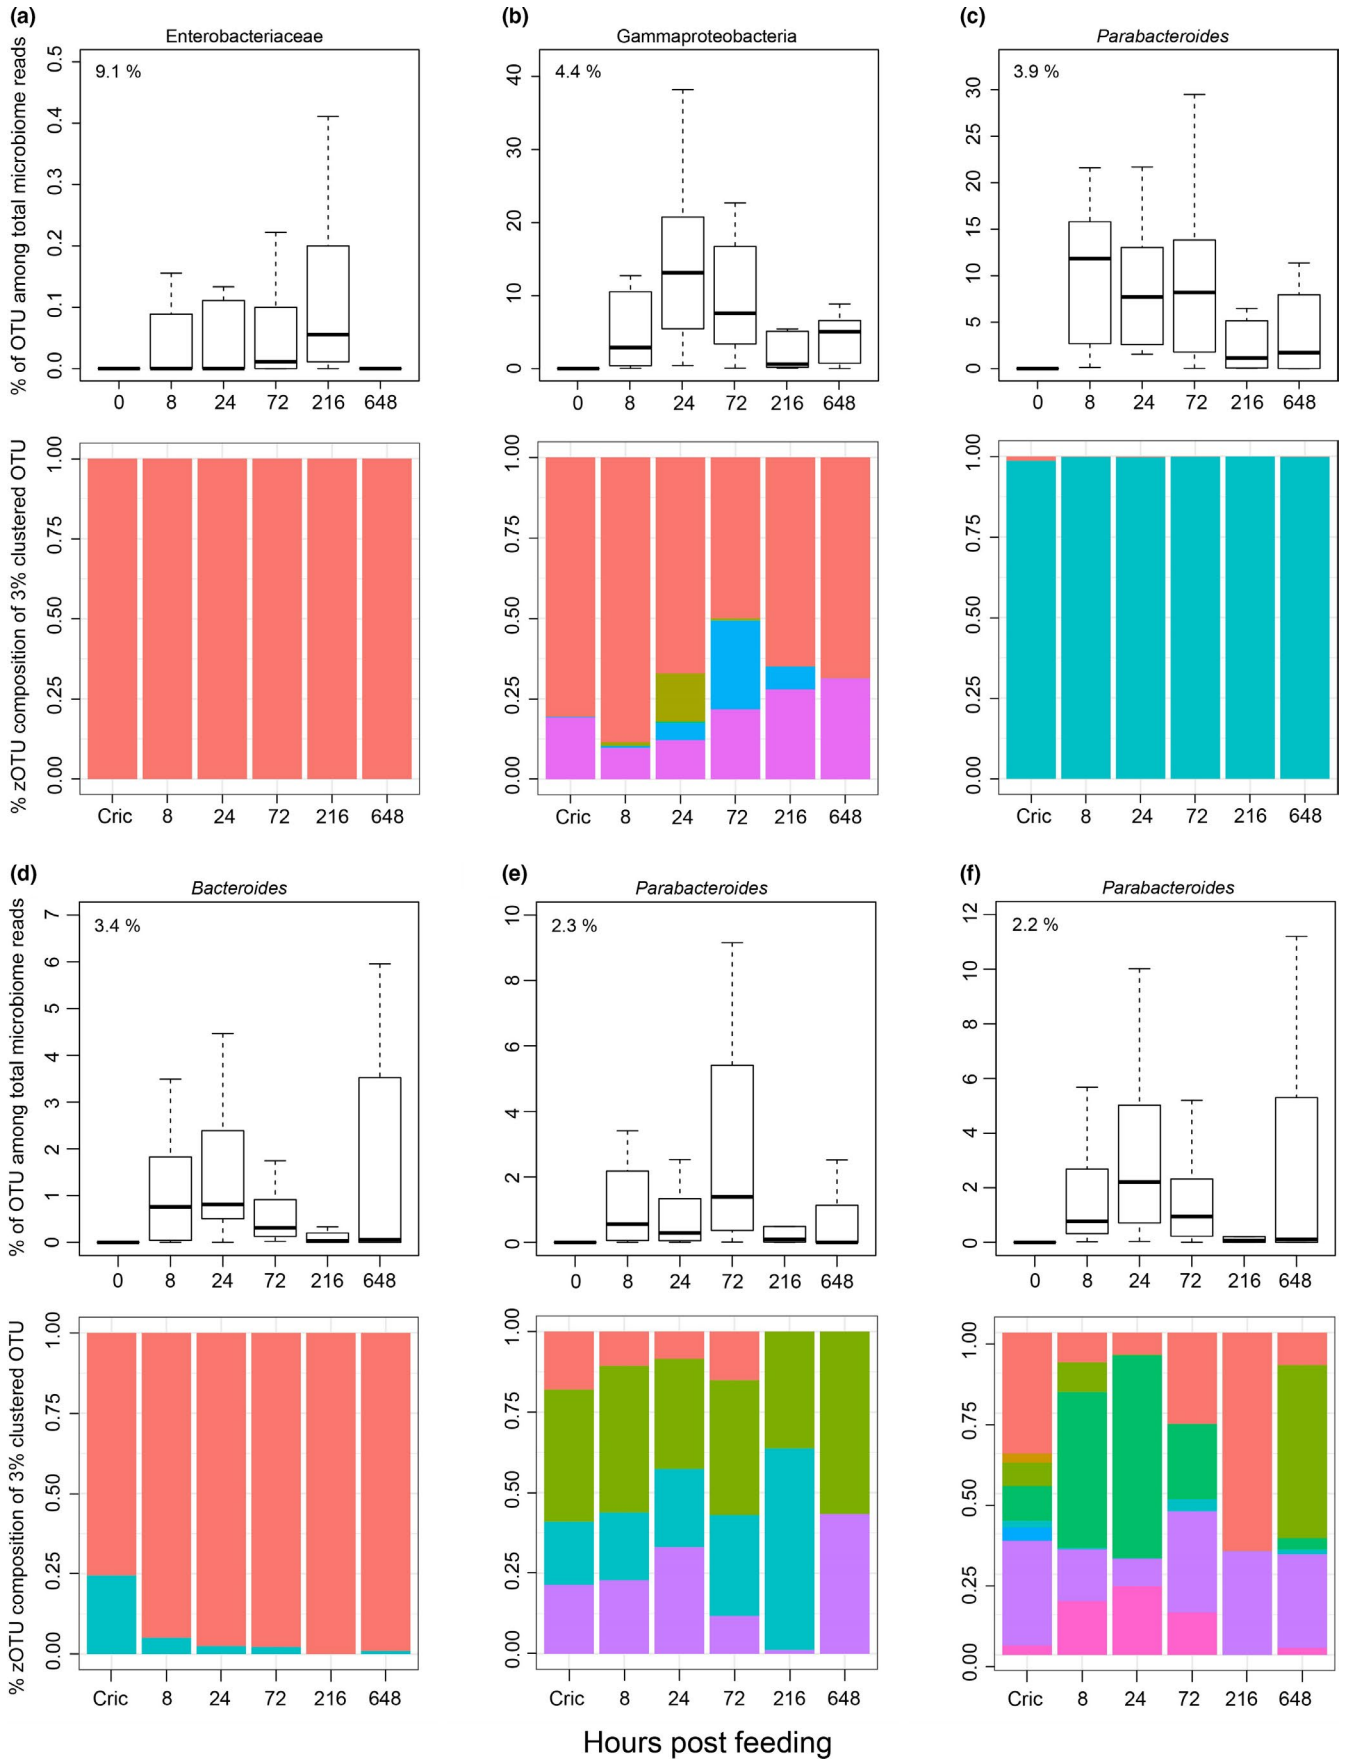 (a)
Enterobacteriaceae
9.1 %
% of OTU among total microbiome reads
0.5
0.4
0.3
0.2
0.1
0.0
0 8 24 72 216 648
% zOTU composition of 3% clustered OTU
1.00
0.75
0.50
0.25
0.00
Cric 8 24 72 216 648
(b)
Gammaproteobacteria
4.4 %
40
30
20
10
0
0 8 24 72 216 648
1.00
0.75
0.50
0.25
0.00
Cric 8 24 72 216 648
(c)
Parabacteroides
3.9 %
30
25
20
15
10
5
0
0 8 24 72 216 648
1.00
0.75
0.50
0.25
0.00
Cric 8 24 72 216 648
(d)
Bacteroides
3.4 %
% of OTU among total microbiome reads
7
6
5
4
3
2
1
0
0 8 24 72 216 648
% zOTU composition of 3% clustered OTU
1.00
0.75
0.50
0.25
0.00
Cric 8 24 72 216 648
(e)
Parabacteroides
2.3 %
10
8
6
4
2
0
0 8 24 72 216 648
1.00
0.75
0.50
0.25
0.00
Cric 8 24 72 216 648
(f)
Parabacteroides
2.2 %
12
10
8
6
4
2
0
0 8 24 72 216 648
1.00
0.75
0.50
0.25
0.00
Cric 8 24 72 216 648
Hours post feeding